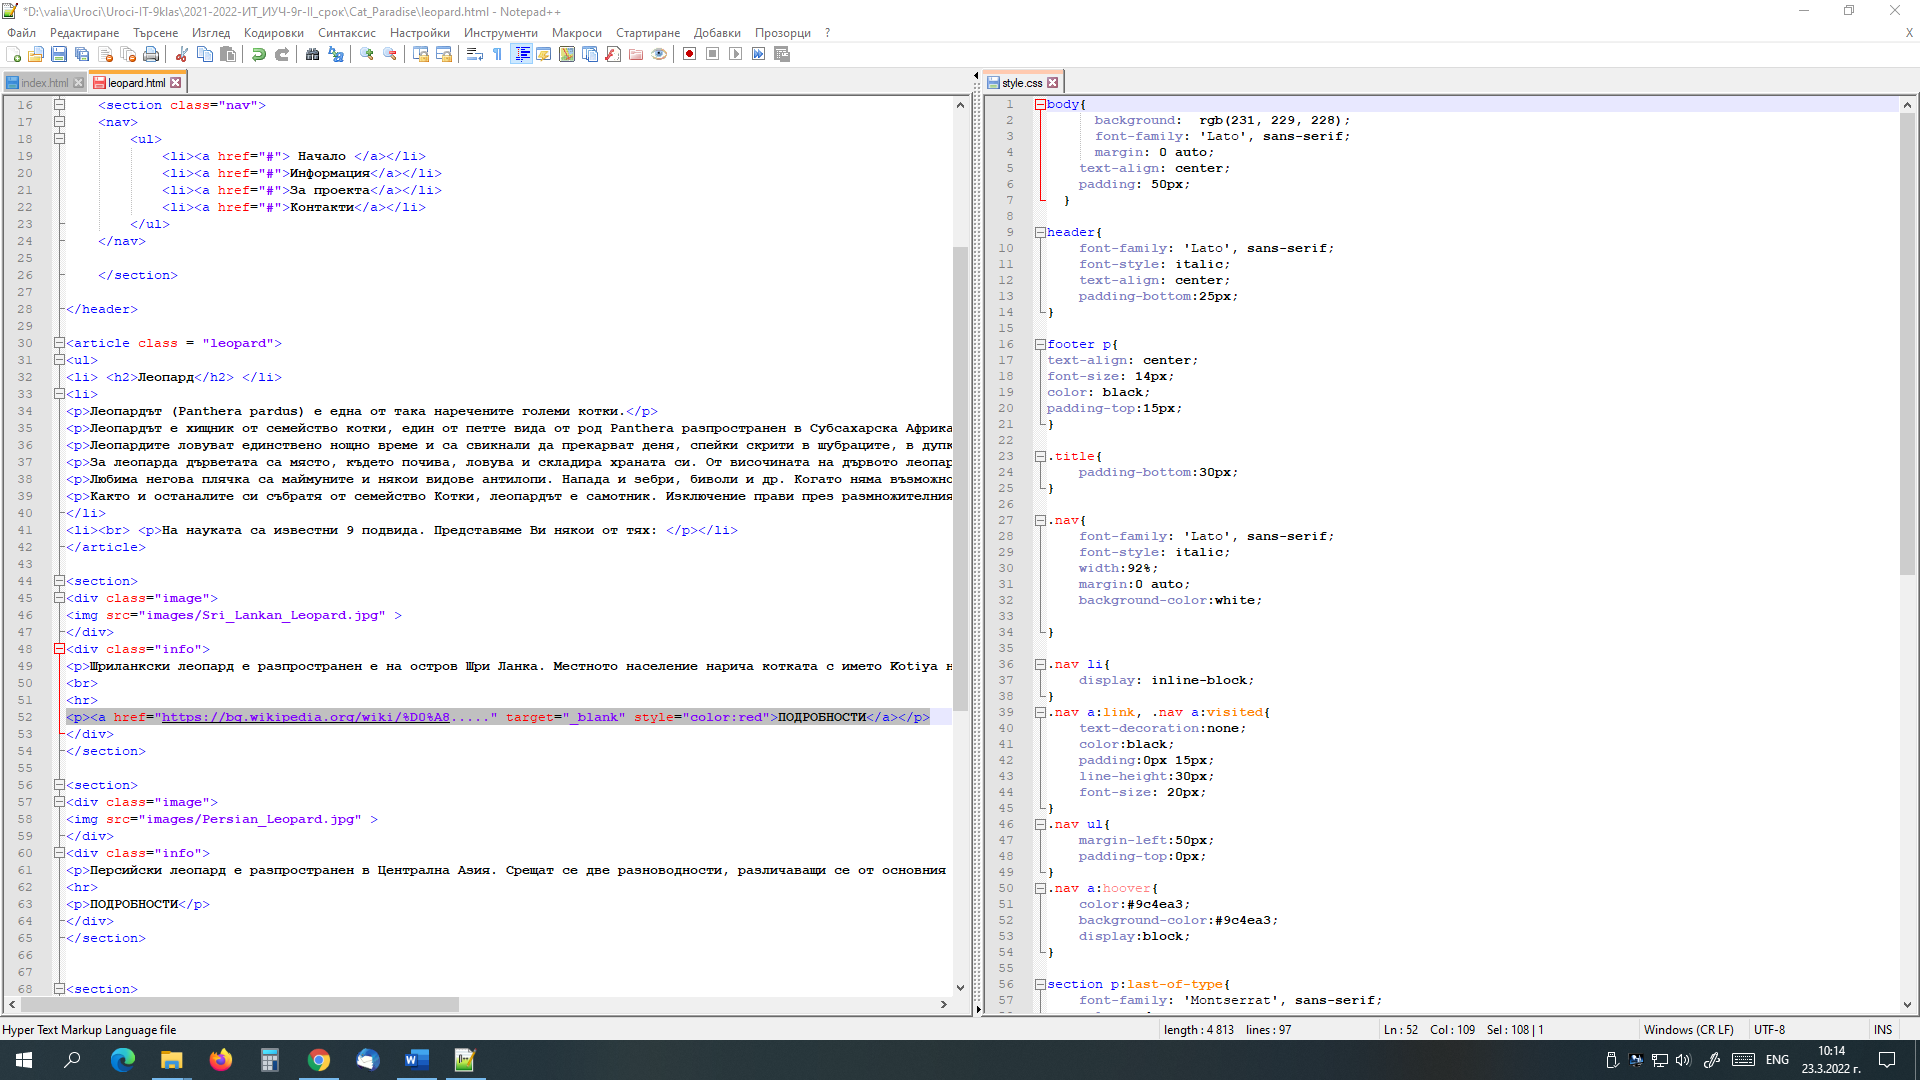 *D:\valia\Uroci\Uroci-IT-9klas\2021-2022-ИТ_ИУЧ-9г-II_срок\Cat_Paradise\leopard.html - Notepad++
Файл Редактиране Търсене Изглед Кодировки Синтаксис Настройки Инструменти Макроси Стартиране Добавки Прозорци ? X
index.html leopard.html
16 <section class="nav">
17 <nav>
18 <ul>
19 <li><a href="#"> Начало </a></li>
20 <li><a href="#">Информация</a></li>
21 <li><a href="#">За проекта</a></li>
22 <li><a href="#">Контакти</a></li>
23 </ul>
24 </nav>
25
26 </section>
27
28 </header>
29
30 <article class = "leopard">
31 <ul>
32 <li> <h2>Леопард</h2> </li>
33 <li>
34 <p>Леопардът (Panthera pardus) е една от така наречените големи котки.</p>
35 <p>Леопардът е хищник от семейство котки, един от петте вида от род Panthera разпространен в Субсахарска Африка
36 <p>Леопардите ловуват единствено нощно време и са свикнали да прекарват деня, спейки скрити в шубраците, в дупк
37 <p>За леопарда дърветата са място, където почива, ловува и складира храната си. От височината на дървото леопар
38 <p>Любима негова плячка са маймуните и някои видове антилопи. Напада и зебри, биволи и др. Когато няма възможно
39 <p>Както и останалите си събратя от семейство Котки, леопардът е самотник. Изключение прави през размножителния
40 </li>
41 <li><br> <p>На науката са известни 9 подвида. Представяме Ви някои от тях: </p></li>
42 </article>
43
44 <section>
45 <div class="image">
46 <img src="images/Sri_Lankan_Leopard.jpg" >
47 </div>
48 <div class="info">
49 <p>Шриланкски леопард е разпространен е на остров Шри Ланка. Местното население нарича котката с името Kotiya н
50 <br>
51 <hr>
52 <p><a href="https://bg.wikipedia.org/wiki/%D0%A8....." target="_blank" style="color:red">ПОДРОБНОСТИ</a></p>
53 </div>
54 </section>
55
56 <section>
57 <div class="image">
58 <img src="images/Persian_Leopard.jpg" >
59 </div>
60 <div class="info">
61 <p>Персийски леопард е разпространен в Централна Азия. Срещат се две разновидности, различаващи се от основния
62 <hr>
63 <p>ПОДРОБНОСТИ</p>
64 </div>
65 </section>
66
67
68 <section>
style.css
1 body{
2 background: rgb(231, 229, 228);
3 font-family: 'Lato', sans-serif;
4 margin: 0 auto;
5 text-align: center;
6 padding: 50px;
7 }
8
9 header{
10 font-family: 'Lato', sans-serif;
11 font-style: italic;
12 text-align: center;
13 padding-bottom:25px;
14 }
15
16 footer p{
17 text-align: center;
18 font-size: 14px;
19 color: black;
20 padding-top:15px;
21 }
22
23 .title{
24 padding-bottom:30px;
25 }
26
27 .nav{
28 font-family: 'Lato', sans-serif;
29 font-style: italic;
30 width:92%;
31 margin:0 auto;
32 background-color:white;
33
34 }
35
36 .nav li{
37 display: inline-block;
38 }
39 .nav a:link, .nav a:visited{
40 text-decoration:none;
41 color:black;
42 padding:0px 15px;
43 line-height:30px;
44 font-size: 20px;
45 }
46 .nav ul{
47 margin-left:50px;
48 padding-top:0px;
49 }
50 .nav a:hoover{
51 color:#9c4ea3;
52 background-color:#9c4ea3;
53 display:block;
54 }
55
56 section p:last-of-type{
57 font-family: 'Montserrat', sans-serif;
Hyper Text Markup Language file length : 4 813 lines : 97 Ln : 52 Col : 109 Sel : 108 | 1 Windows (CR LF) UTF-8 INS
ENG 10:14
23.3.2022 г.